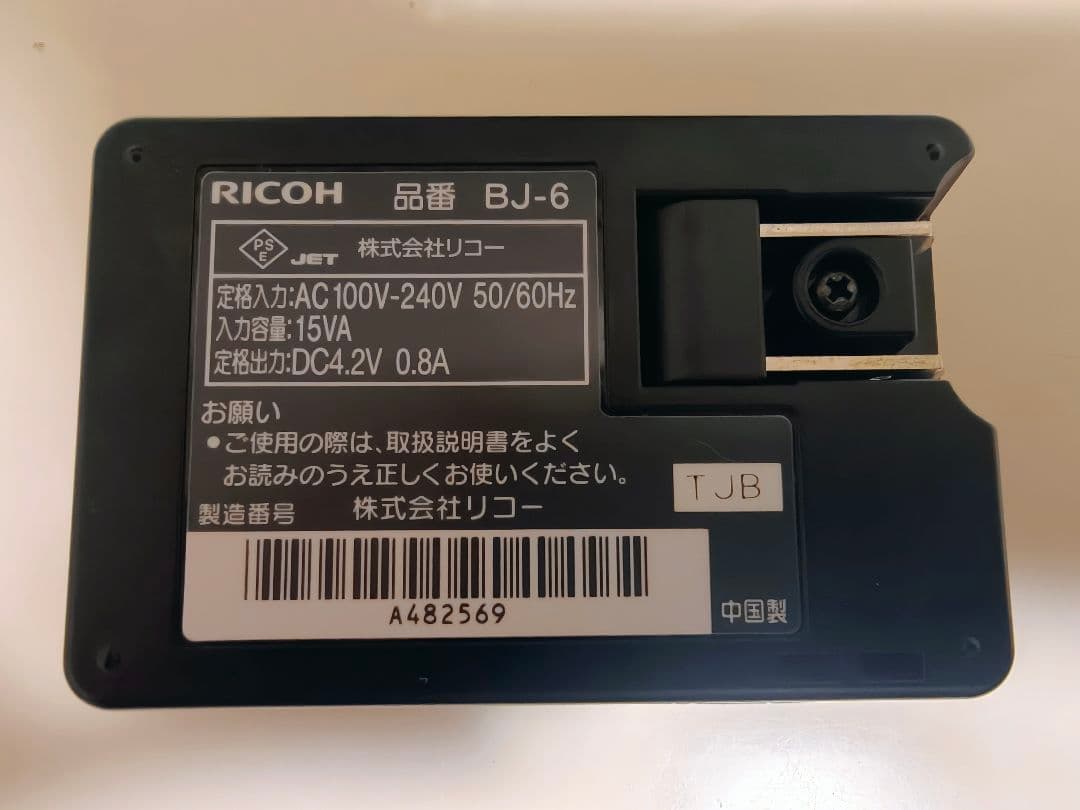 RICOH 品番 BJ-6
PSE JET 株式会社リコー
定格入力:AC100V-240V 50/60Hz
入力容量:15VA
定格出力:DC4.2V 0.8A
お願い
●ご使用の際は、取扱説明書をよく
お読みのうえ正しくお使いください。
TJB
製造番号 株式会社リコー
A482569
中国製